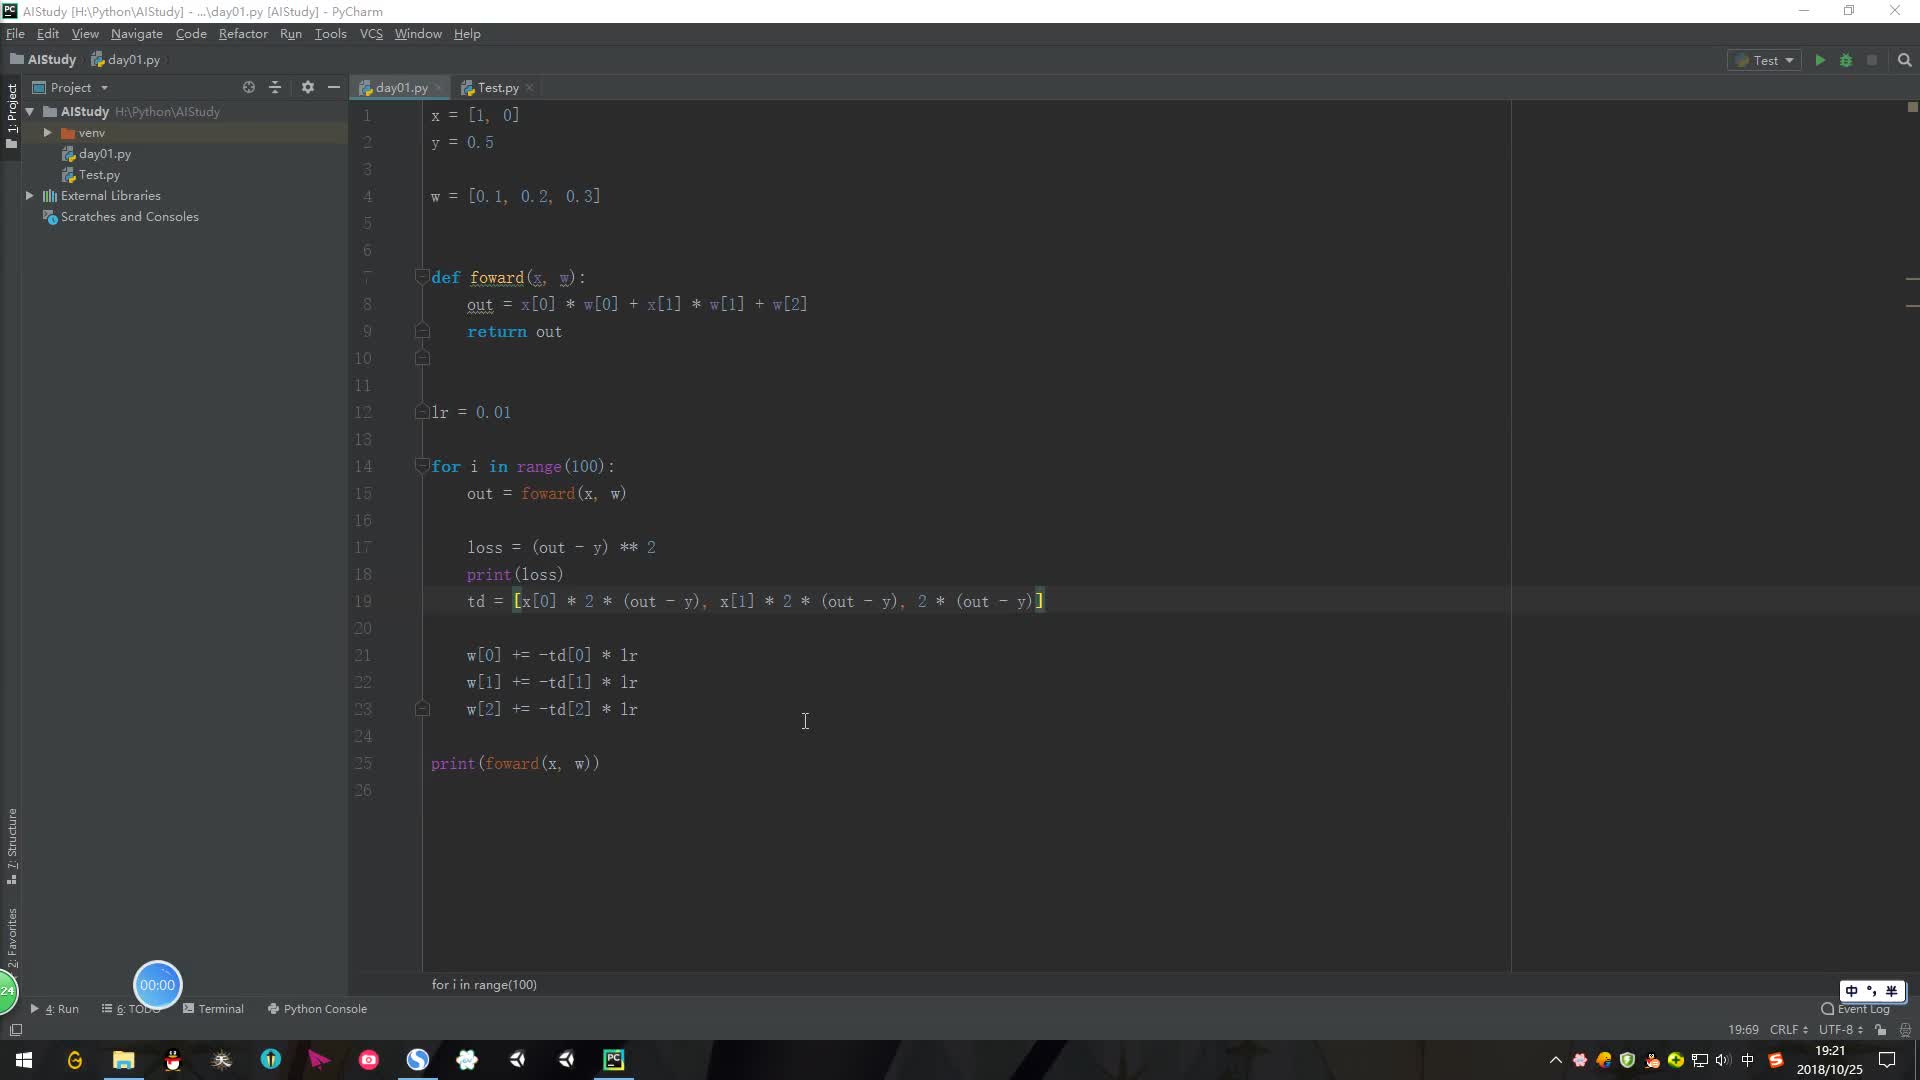 AIStudy [H:\Python\AIStudy] - ...\day01.py [AIStudy] - PyCharm
File Edit View Navigate Code Refactor Run Tools VCS Window Help
AIStudy day01.py
Test
Project
day01.py
Test.py
1: Project
AIStudy H:\Python\AIStudy
venv
day01.py
Test.py
External Libraries
Scratches and Consoles
1 x = [1, 0]
2 y = 0.5
3
4 w = [0.1, 0.2, 0.3]
5
6
7 def foward(x, w):
8 out = x[0] * w[0] + x[1] * w[1] + w[2]
9 return out
10
11
12 lr = 0.01
13
14 for i in range(100):
15 out = foward(x, w)
16
17 loss = (out - y) ** 2
18 print(loss)
19 td = [x[0] * 2 * (out - y), x[1] * 2 * (out - y), 2 * (out - y)]
20
21 w[0] += -td[0] * lr
22 w[1] += -td[1] * lr
23 w[2] += -td[2] * lr
24
25 print(foward(x, w))
26
7: Structure
2: Favorites
24
00:00
for i in range(100)
中 °, 半
4: Run 6: TODO Terminal Python Console
Event Log
19:69 CRLF UTF-8
中
19:21
2018/10/25